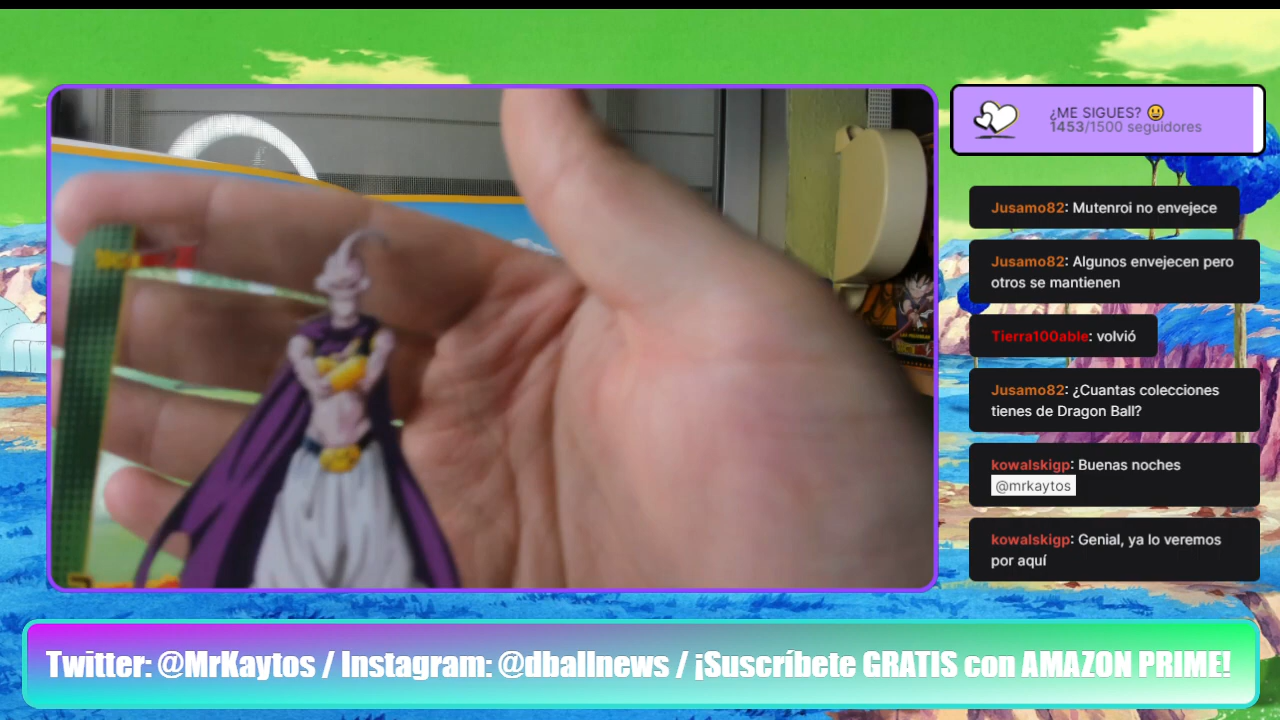 ¿ME SIGUES? 😀
1453/1500 seguidores
Jusamo82: Mutenroi no envejece
Jusamo82: Algunos envejecen pero
otros se mantienen
Tierra100able: volvió
Jusamo82: ¿Cuantas colecciones
tienes de Dragon Ball?
kowalskigp: Buenas noches
@mrkaytos
kowalskigp: Genial, ya lo veremos
por aquí
Twitter: @MrKaytos / Instagram: @dballnews / ¡Suscríbete GRATIS con AMAZON PRIME!